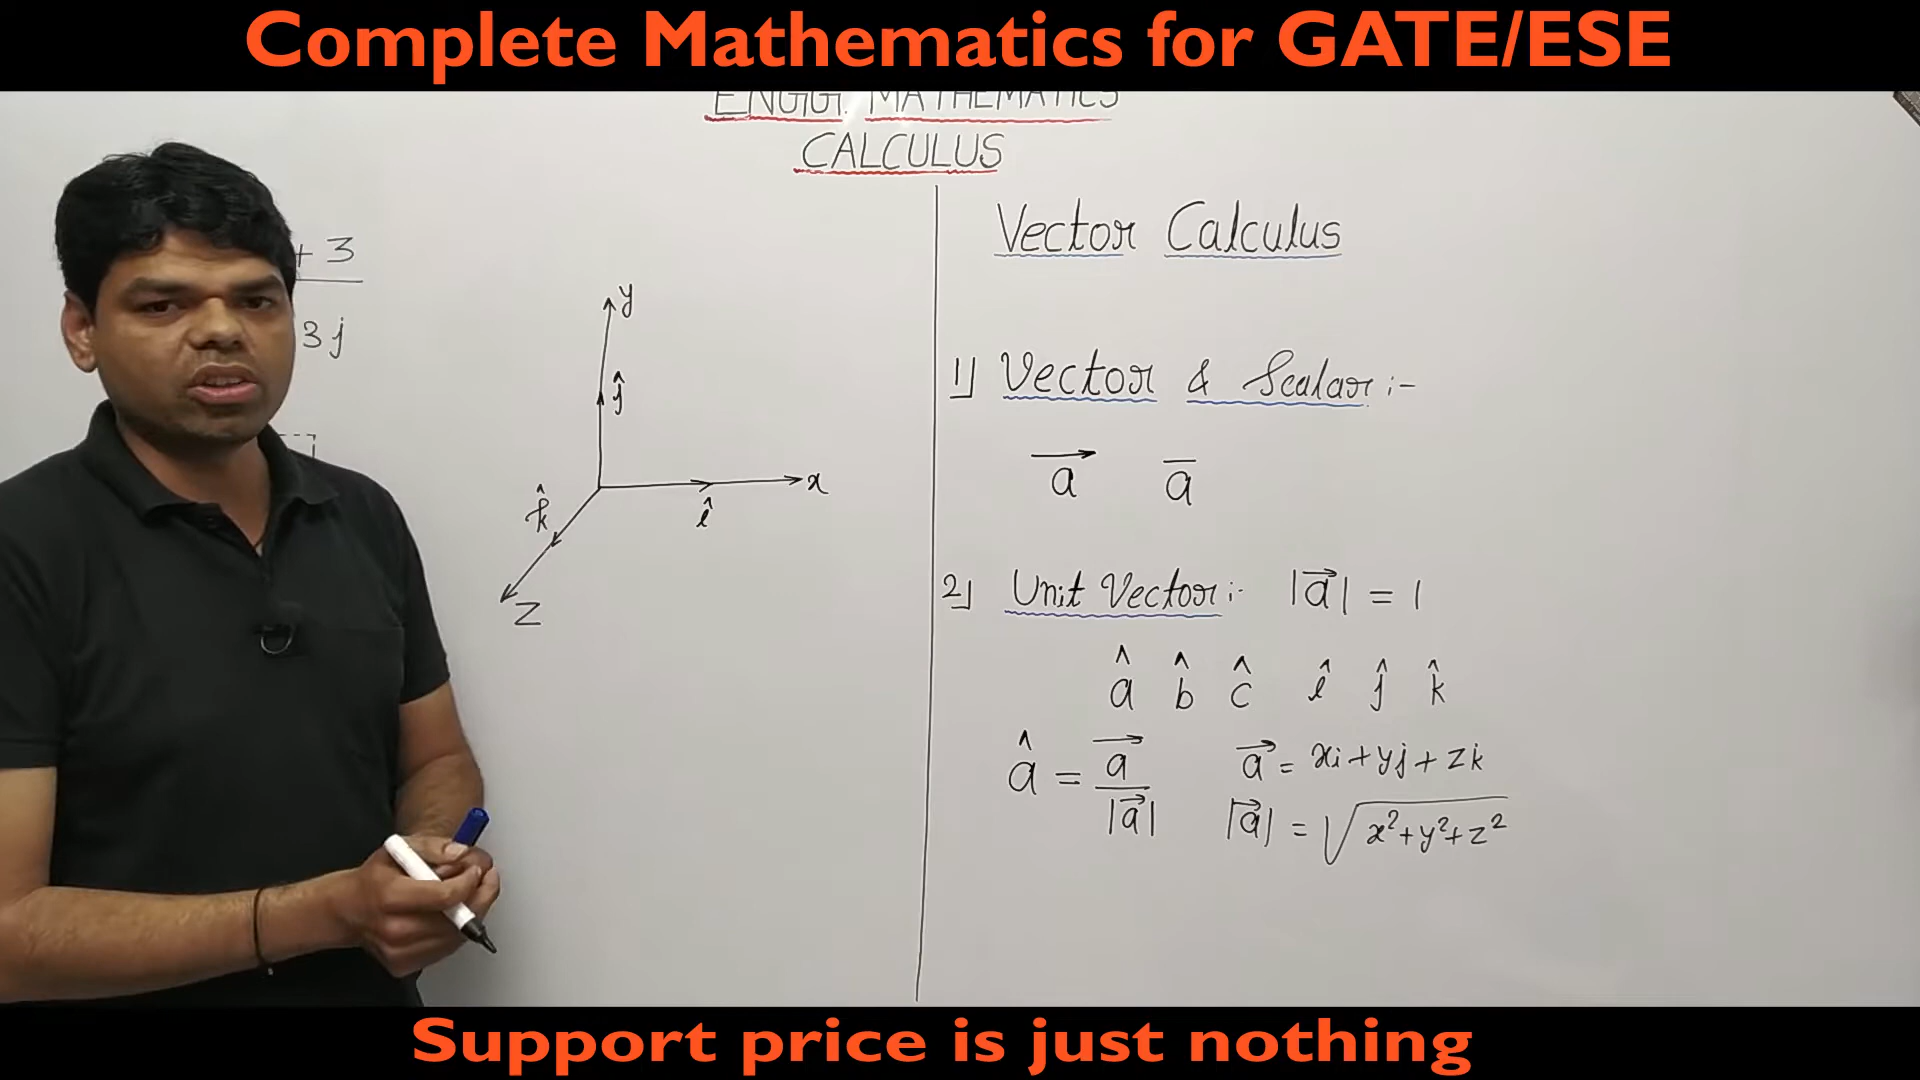 Complete Mathematics for GATE/ESE
ENGG. MATHEMATICS
CALCULUS
+ 3
3j
y
ĵ
x
î
k̂
Z
Vector Calculus
1] Vector & Scalar :-
a⃗ a̅
2] Unit Vector :- |a⃗| = 1
â b̂ ĉ î ĵ k̂
â = a⃗ / |a⃗|
a⃗ = xi + yj + zk
|a⃗| = √x²+y²+z²
Support price is just nothing